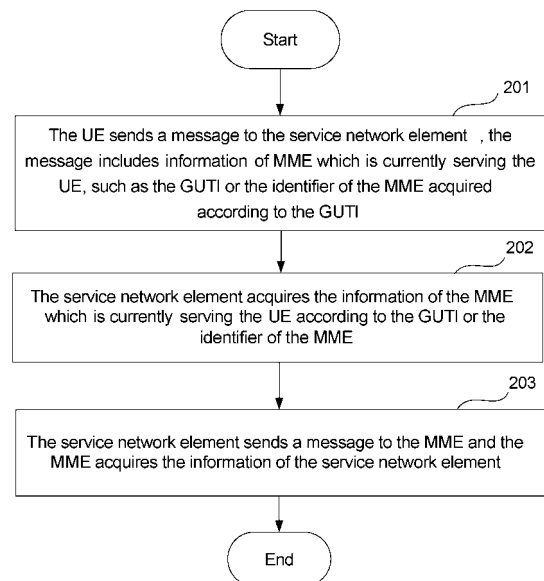 Start
201
The UE sends a message to the service network element , the
message includes information of MME which is currently serving the
UE, such as the GUTI or the identifier of the MME acquired
according to the GUTI
202
The service network element acquires the information of the MME
which is currently serving the UE according to the GUTI or the
identifier of the MME
203
The service network element sends a message to the MME and the
MME acquires the information of the service network element
End